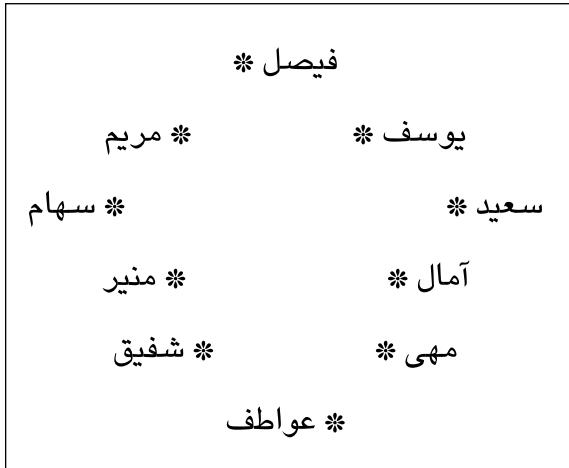 فيصل ❊
يوسف ❊ ❊ مريم
سعيد ❊ ❊ سهام
آمال ❊ ❊ منير
مهى ❊ ❊ شفيق
❊ عواطف